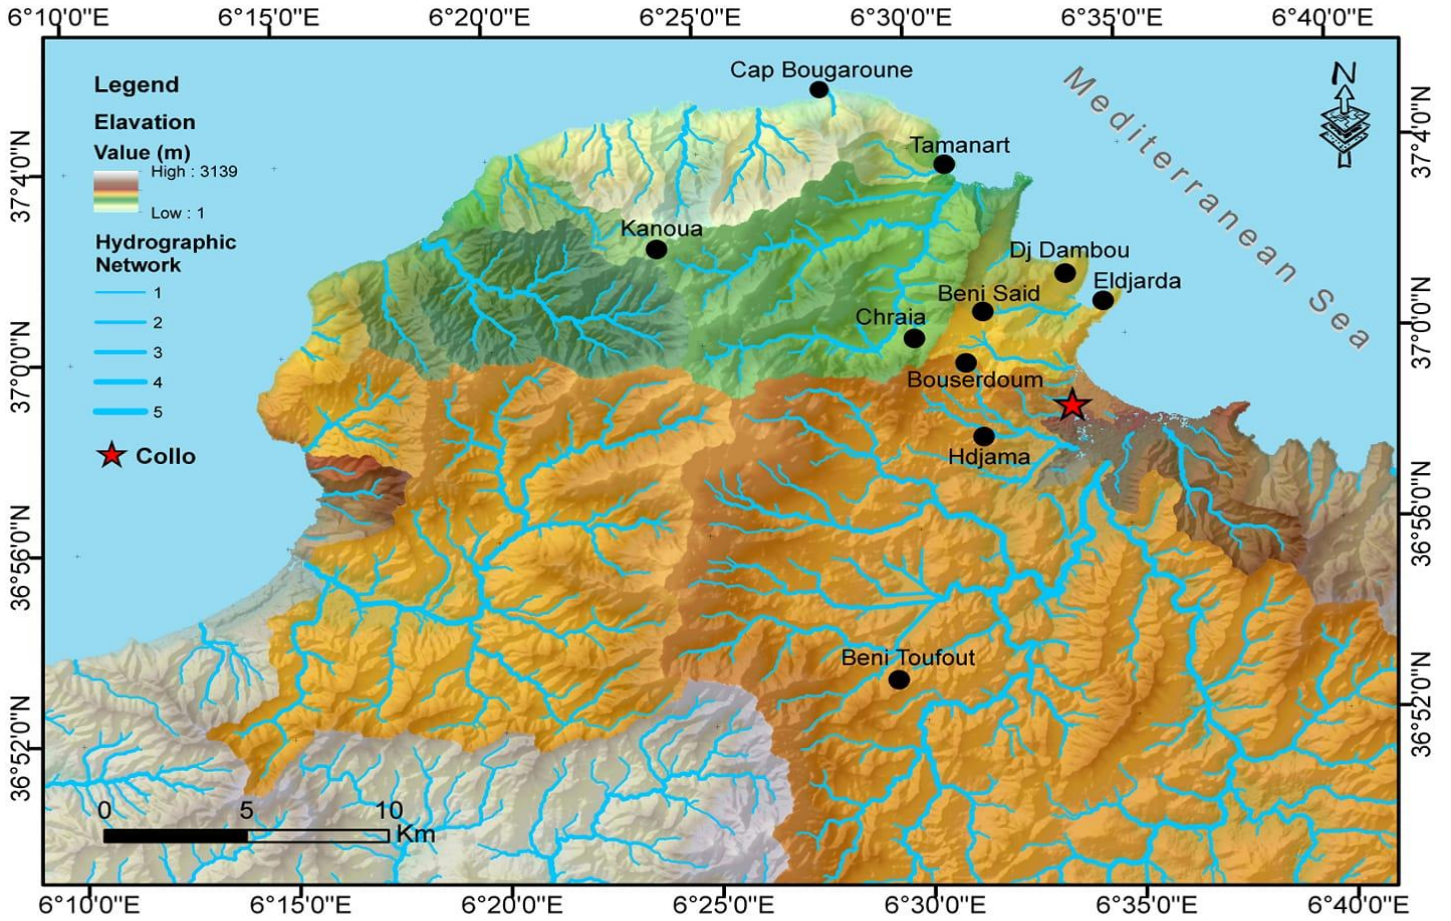 6°10'0"E 6°15'0"E 6°20'0"E 6°25'0"E 6°30'0"E 6°35'0"E 6°40'0"E
Cap Bougaroune
N
Mediterranean Sea
Legend
Elavation
Value (m)
High : 3139
Low : 1
Hydrographic
Network
1
2
3
4
5
Collo
Tamanart
Kanoua
Dj Dambou
Eldjarda
Beni Said
Chraia
Bouserdoum
Hdjama
Beni Toufout
37°4'0"N
37°0'0"N
36°56'0"N
36°52'0"N
37°4'0"N
37°0'0"N
36°56'0"N
36°52'0"N
0 5 10
Km
6°10'0"E 6°15'0"E 6°20'0"E 6°25'0"E 6°30'0"E 6°35'0"E 6°40'0"E